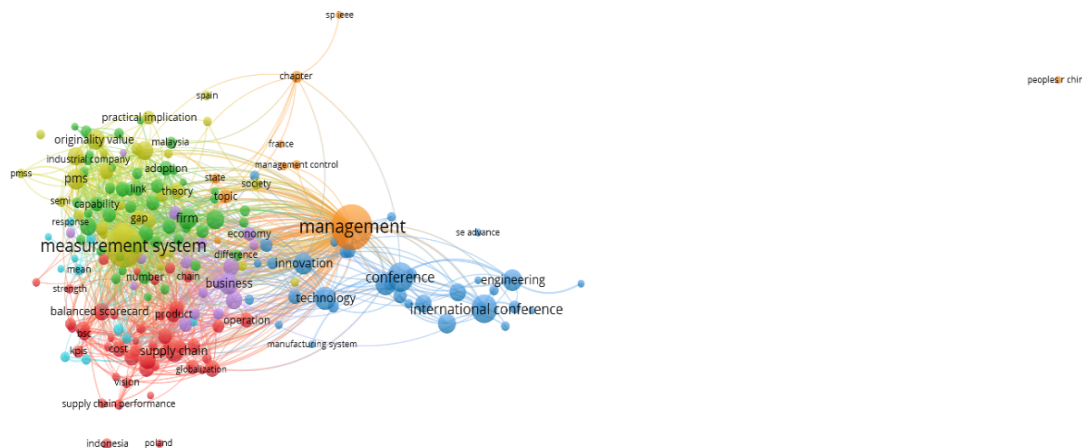 sp ieee
chapter
peoples r chin
spain
practical implication
originality value
malaysia
france
industrial company
management control
adoption
pmss
pms
state
society
link
theory
topic
semi
capability
response
gap
firm
management
economy
se advance
measurement system
difference
innovation
mean
number
chain
conference
engineering
strength
business
technology
balanced scorecard
product
international conference
operation
bsc
manufacturing system
kpis
cost
supply chain
globalization
vision
supply chain performance
indonesia
poland